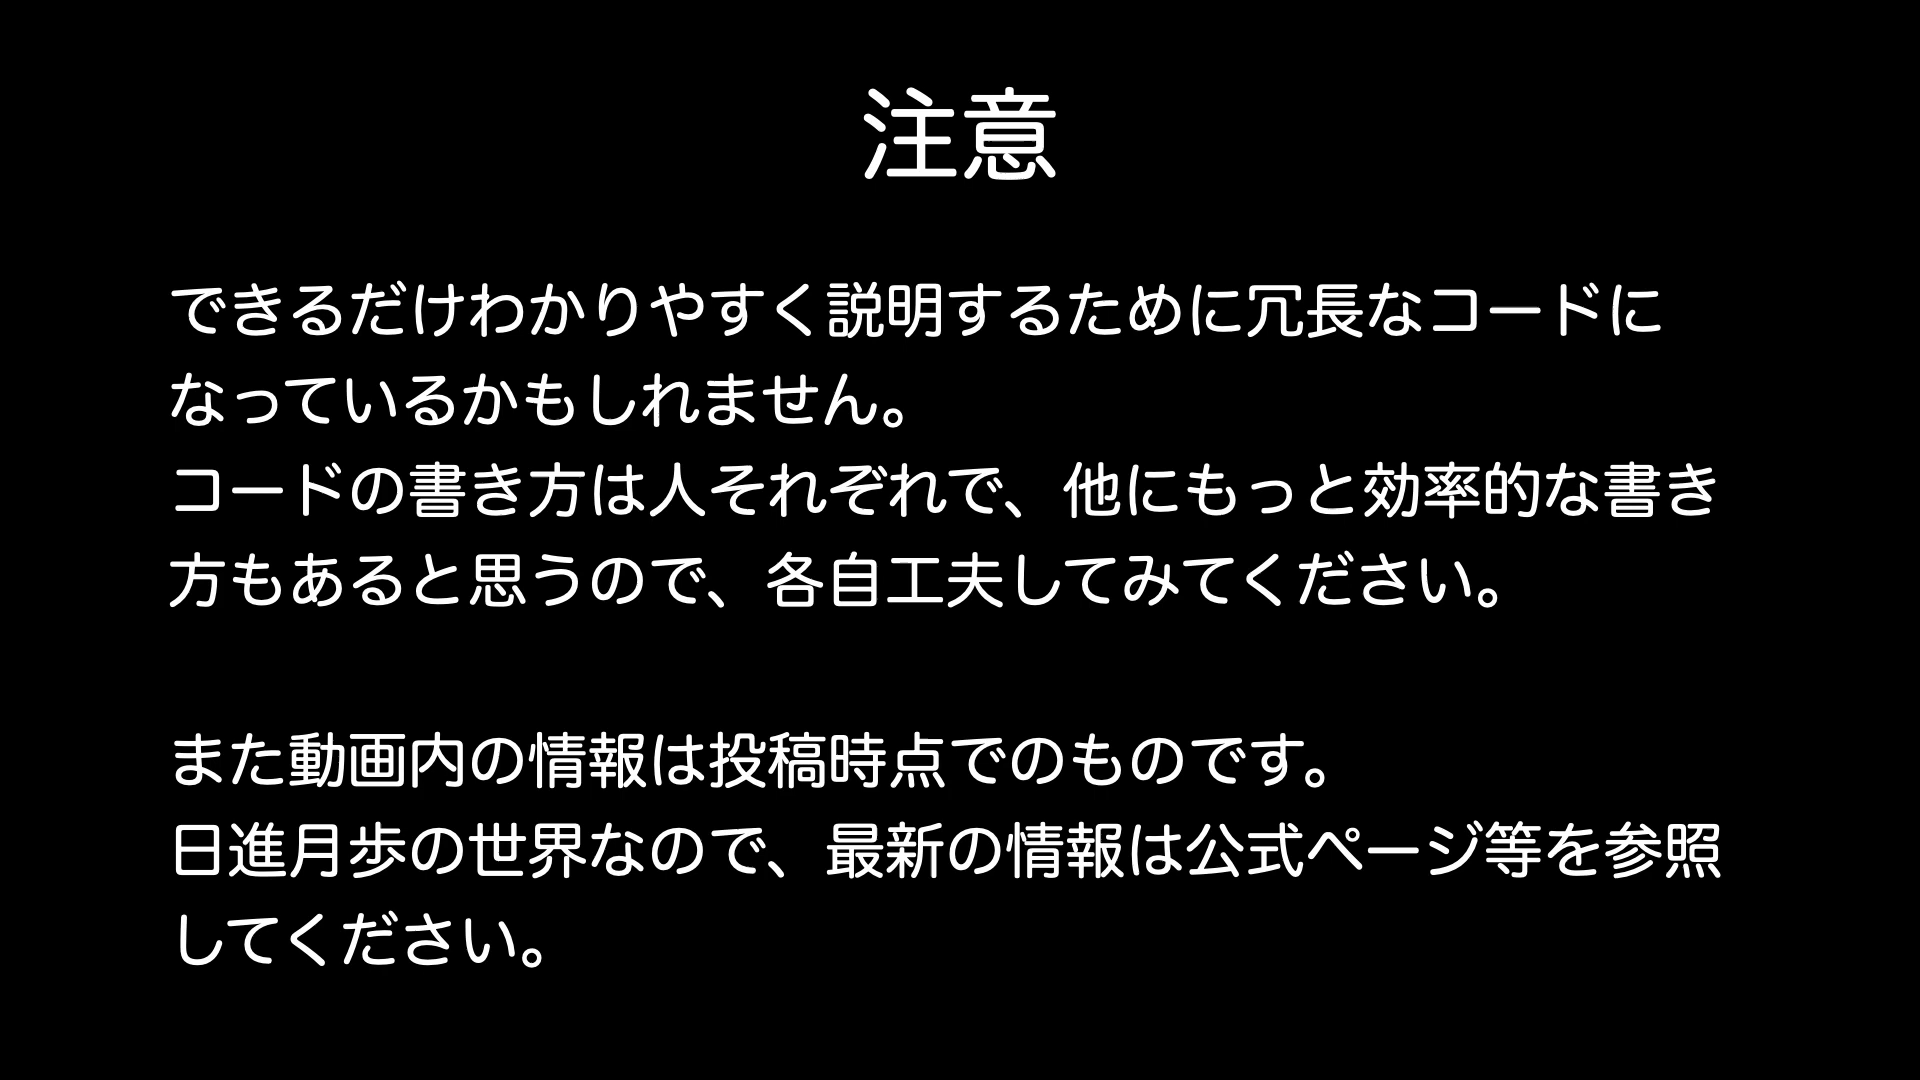 注意
できるだけわかりやすく説明するために冗長なコードに
なっているかもしれません。
コードの書き方は人それぞれで、他にもっと効率的な書き
方もあると思うので、各自工夫してみてください。
また動画内の情報は投稿時点でのものです。
日進月歩の世界なので、最新の情報は公式ページ等を参照
してください。